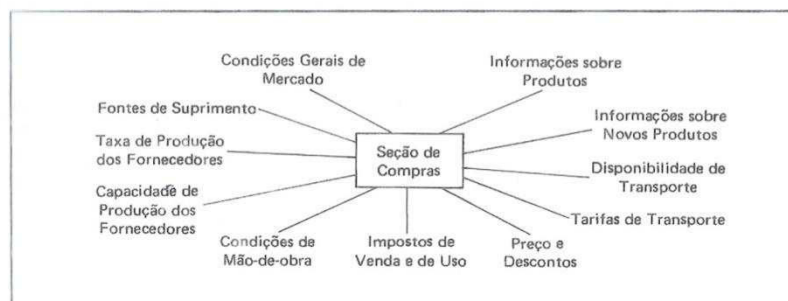 Condições Gerais de
Mercado
Informações sobre
Produtos
Fontes de Suprimento
Informações sobre
Novos Produtos
Taxa de Produção
dos Fornecedores
Seção de
Compras
Disponibilidade de
Transporte
Capacidade de
Produção dos
Fornecedores
Tarifas de Transporte
Condições de
Mão-de-obra
Impostos de
Venda e de Uso
Preço e
Descontos